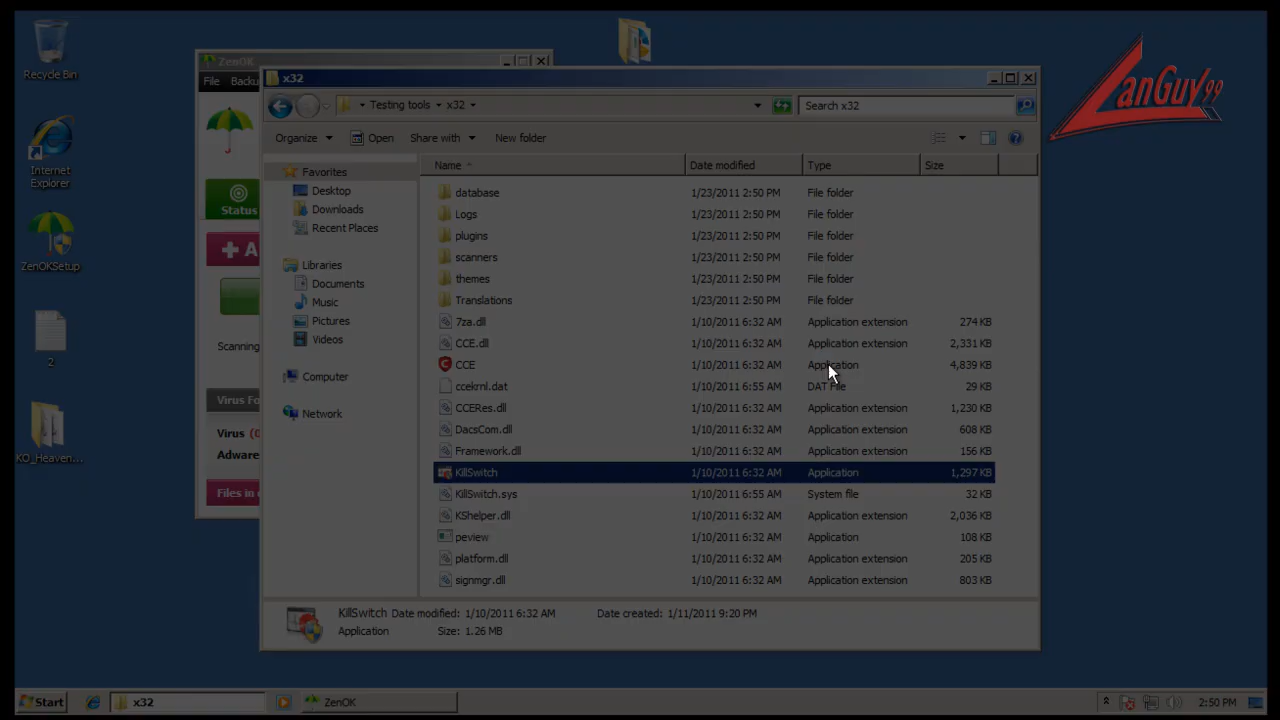 Recycle Bin
Internet Explorer
ZenOKSetup
2
KO_Heaven...
ZenOK
File Backu
Status
A
Scanning
Virus Fo
Virus (
Adware
Files in
x32
Testing tools x32
Search x32
Organize Open Share with New folder
Favorites
Desktop
Downloads
Recent Places
Libraries
Documents
Music
Pictures
Videos
Computer
Network
Name Date modified Type Size
database 1/23/2011 2:50 PM File folder
Logs 1/23/2011 2:50 PM File folder
plugins 1/23/2011 2:50 PM File folder
scanners 1/23/2011 2:50 PM File folder
themes 1/23/2011 2:50 PM File folder
Translations 1/23/2011 2:50 PM File folder
7za.dll 1/10/2011 6:32 AM Application extension 274 KB
CCE.dll 1/10/2011 6:32 AM Application extension 2,331 KB
CCE 1/10/2011 6:32 AM Application 4,839 KB
ccekrnl.dat 1/10/2011 6:55 AM DAT File 29 KB
CCERes.dll 1/10/2011 6:32 AM Application extension 1,230 KB
DacsCom.dll 1/10/2011 6:32 AM Application extension 608 KB
Framework.dll 1/10/2011 6:32 AM Application extension 156 KB
KillSwitch 1/10/2011 6:32 AM Application 1,297 KB
KillSwitch.sys 1/10/2011 6:55 AM System file 32 KB
KShelper.dll 1/10/2011 6:32 AM Application extension 2,036 KB
peview 1/10/2011 6:32 AM Application 108 KB
platform.dll 1/10/2011 6:32 AM Application extension 205 KB
signmgr.dll 1/10/2011 6:32 AM Application extension 803 KB
KillSwitch Date modified: 1/10/2011 6:32 AM Date created: 1/11/2011 9:20 PM
Application Size: 1.26 MB
LanGuy99
Start x32 ZenOK 2:50 PM